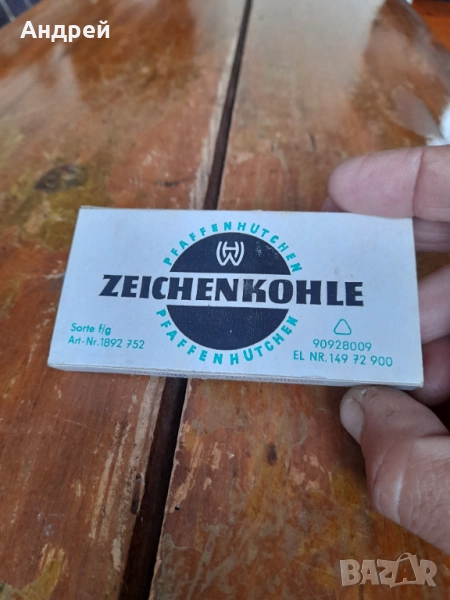 Андрей
PFAFFENHÜTCHEN
ZEICHENKOHLE
PFAFFENHÜTCHEN
Sorte f/g
Art-Nr. 1892 752
90928009
EL NR. 149 72 900
BAZAR